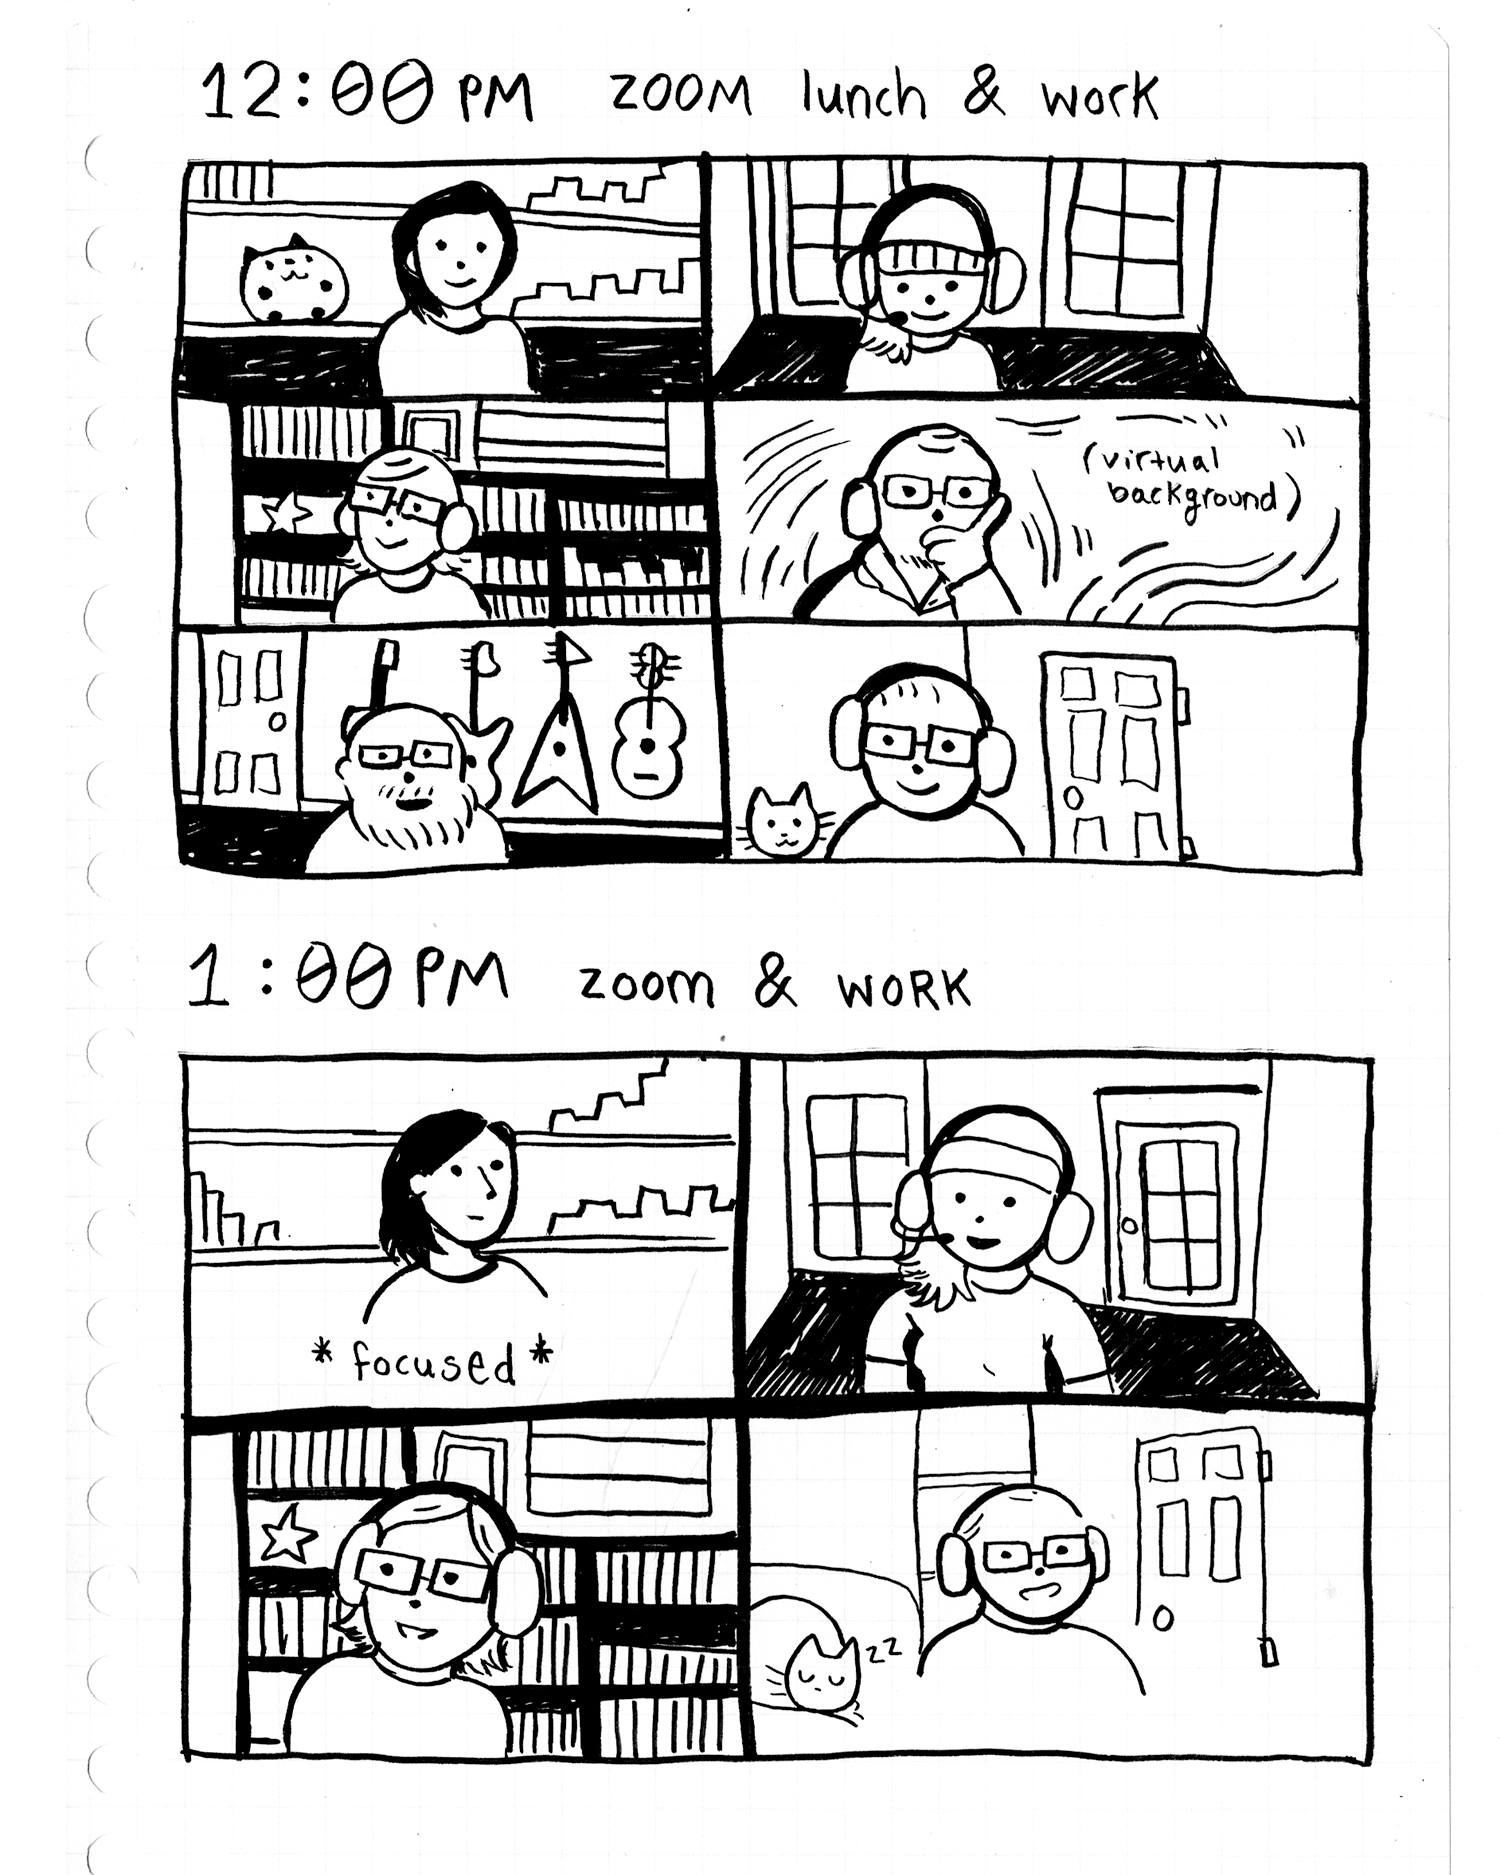 12:00 PM ZOOM lunch & work
(virtual
background)
1:00 PM zoom & WORK
* focused *
zz